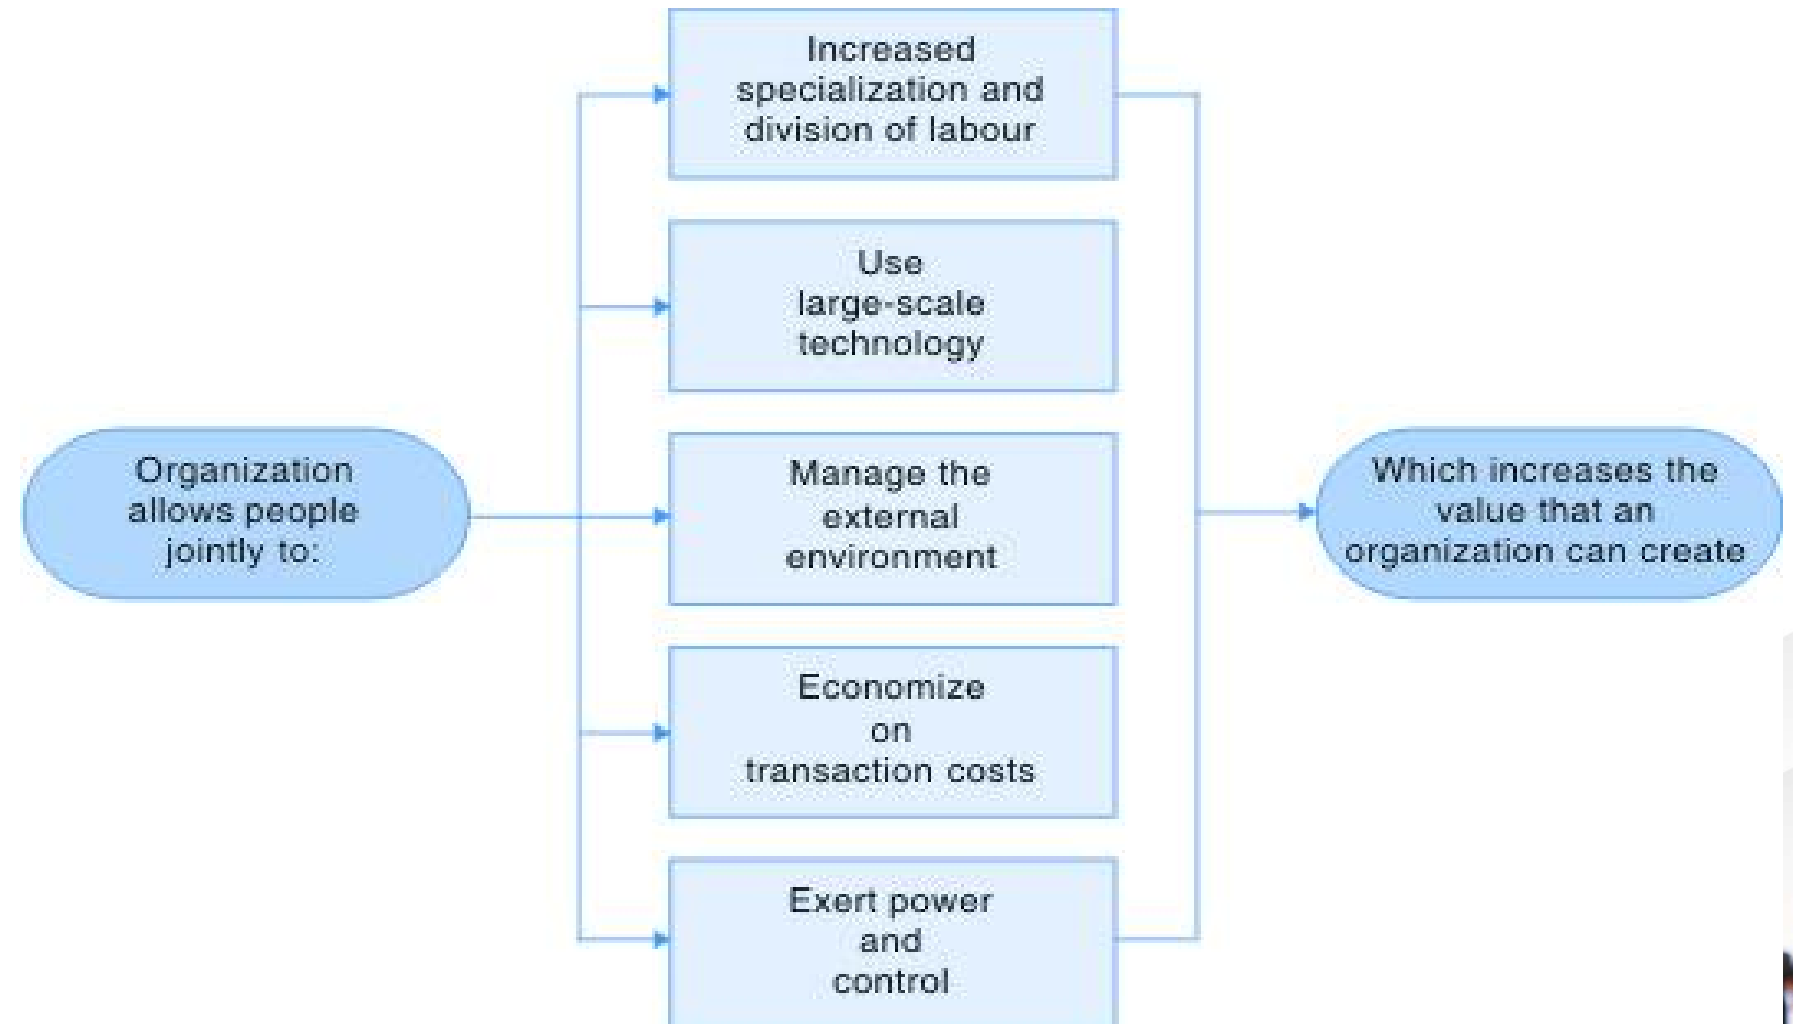 Increased
specialization and
division of labour
Use
large-scale
technology
Organization
allows people
jointly to:
Manage the
external
environment
Which increases the
value that an
organization can create
Economize
on
transaction costs
Exert power
and
control